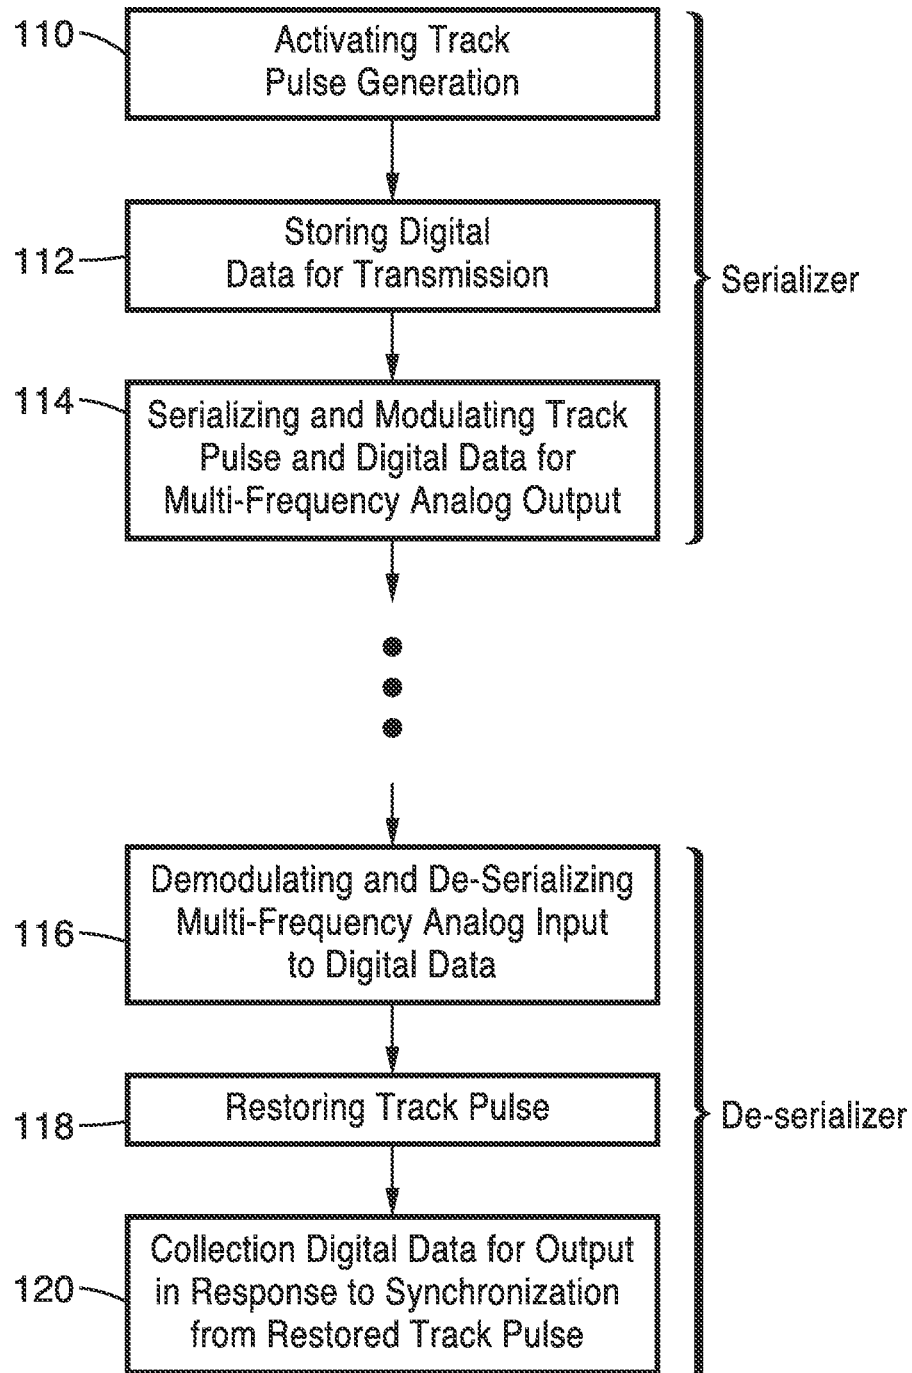 110
Activating Track
Pulse Generation
112
Storing Digital
Data for Transmission
Serializer
114
Serializing and Modulating Track
Pulse and Digital Data for
Multi-Frequency Analog Output
116
Demodulating and De-Serializing
Multi-Frequency Analog Input
to Digital Data
118
Restoring Track Pulse
De-serializer
120
Collection Digital Data for Output
in Response to Synchronization
from Restored Track Pulse